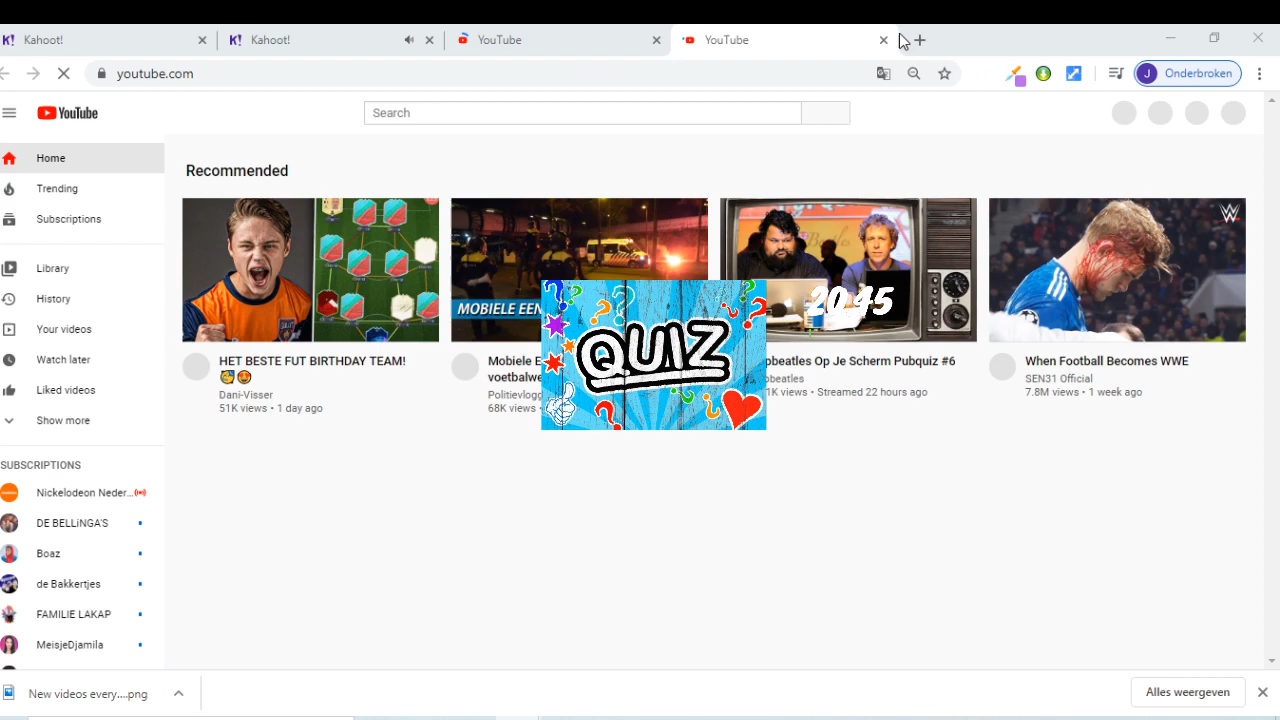 Kahoot!
Kahoot!
YouTube
YouTube
youtube.com
J Onderbroken
YouTube
Search
Home
Trending
Subscriptions
Library
History
Your videos
Watch later
Liked videos
Show more
SUBSCRIPTIONS
Nickelodeon Neder...
DE BELLiNGA'S
Boaz
de Bakkertjes
FAMILIE LAKAP
MeisjeDjamila
Recommended
HET BESTE FUT BIRTHDAY TEAM!
Dani-Visser
51K views • 1 day ago
MOBIELE EEN
Mobiele E
voetbalwe
Politievlogg
68K views •
QUIZ
20.45
pbeatles Op Je Scherm Pubquiz #6
pbeatles
1K views • Streamed 22 hours ago
W
When Football Becomes WWE
SEN31 Official
7.8M views • 1 week ago
New videos every....png
Alles weergeven